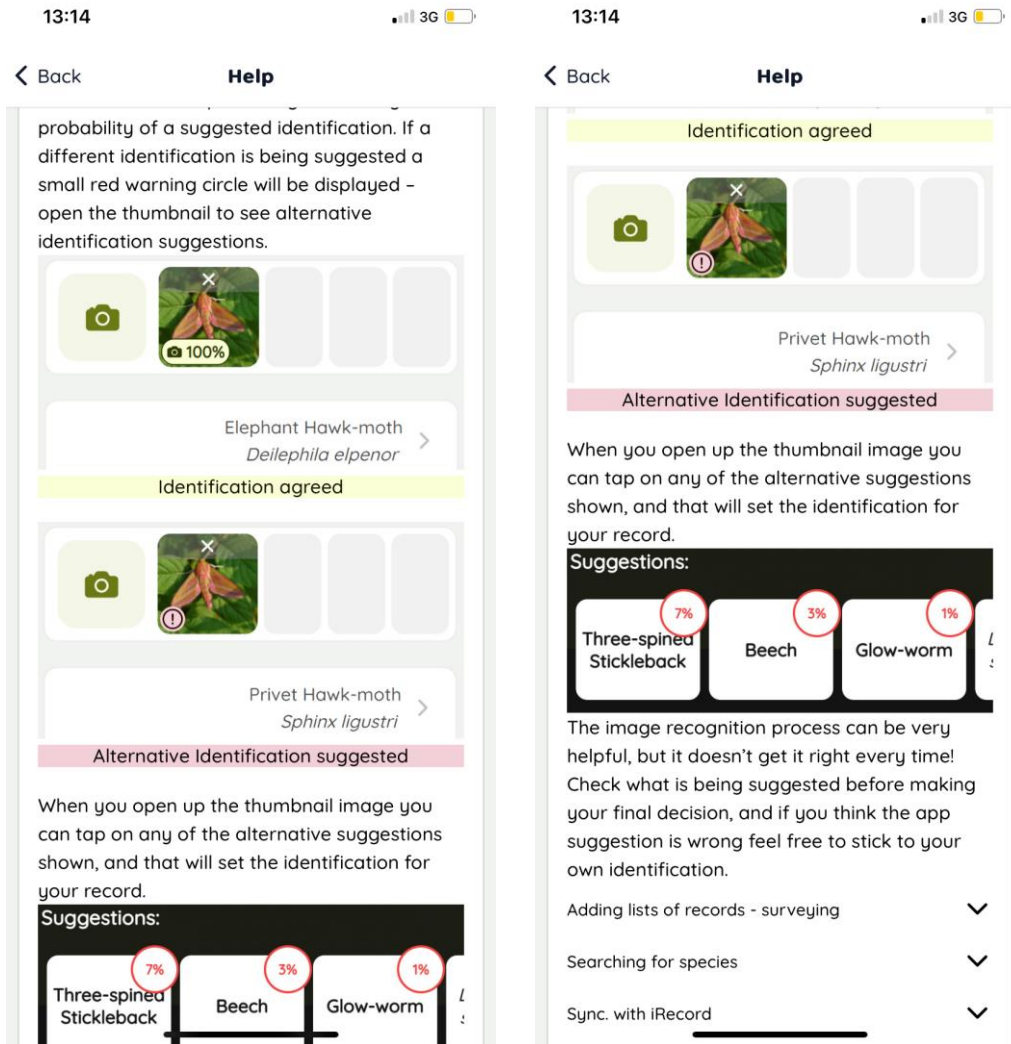 13:14
3G
Back
Help
probability of a suggested identification. If a
different identification is being suggested a
small red warning circle will be displayed –
open the thumbnail to see alternative
identification suggestions.
100%
Elephant Hawk-moth
Deilephila elpenor
Identification agreed
Privet Hawk-moth
Sphinx ligustri
Alternative Identification suggested
When you open up the thumbnail image you
can tap on any of the alternative suggestions
shown, and that will set the identification for
your record.
Suggestions:
7%
3%
1%
Three-spined
Stickleback
Beech
Glow-worm
13:14
3G
Back
Help
Identification agreed
Privet Hawk-moth
Sphinx ligustri
Alternative Identification suggested
When you open up the thumbnail image you
can tap on any of the alternative suggestions
shown, and that will set the identification for
your record.
Suggestions:
7%
3%
1%
Three-spined
Stickleback
Beech
Glow-worm
The image recognition process can be very
helpful, but it doesn’t get it right every time!
Check what is being suggested before making
your final decision, and if you think the app
suggestion is wrong feel free to stick to your
own identification.
Adding lists of records - surveying
Searching for species
Sync. with iRecord